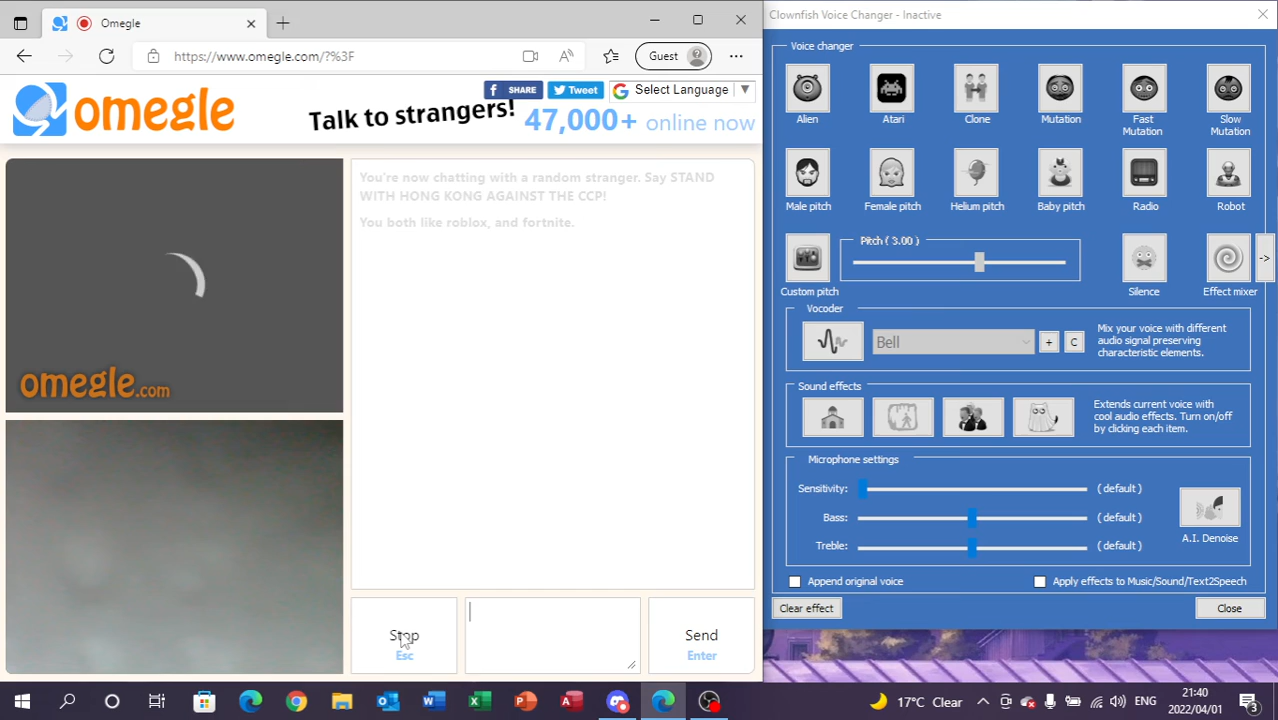 Omegle
https://www.omegle.com/?%3F
Guest
omegle
Talk to strangers!
SHARE
Tweet
Select Language
47,000+ online now
omegle.com
You're now chatting with a random stranger. Say STAND
WITH HONG KONG AGAINST THE CCP!
You both like roblox, and fortnite.
Stop
Esc
Send
Enter
Clownfish Voice Changer - Inactive
Voice changer
Alien
Atari
Clone
Mutation
Fast
Mutation
Slow
Mutation
Male pitch
Female pitch
Helium pitch
Baby pitch
Radio
Robot
Custom pitch
Pitch ( 3.00 )
Silence
Effect mixer
->
Vocoder
Bell
+
C
Mix your voice with different
audio signal preserving
characteristic elements.
Sound effects
Extends current voice with
cool audio effects. Turn on/off
by clicking each item.
Microphone settings
Sensitivity:
( default )
Bass:
( default )
Treble:
( default )
A.I. Denoise
Append original voice
Apply effects to Music/Sound/Text2Speech
Clear effect
Close
17°C Clear
ENG
21:40
2022/04/01
3